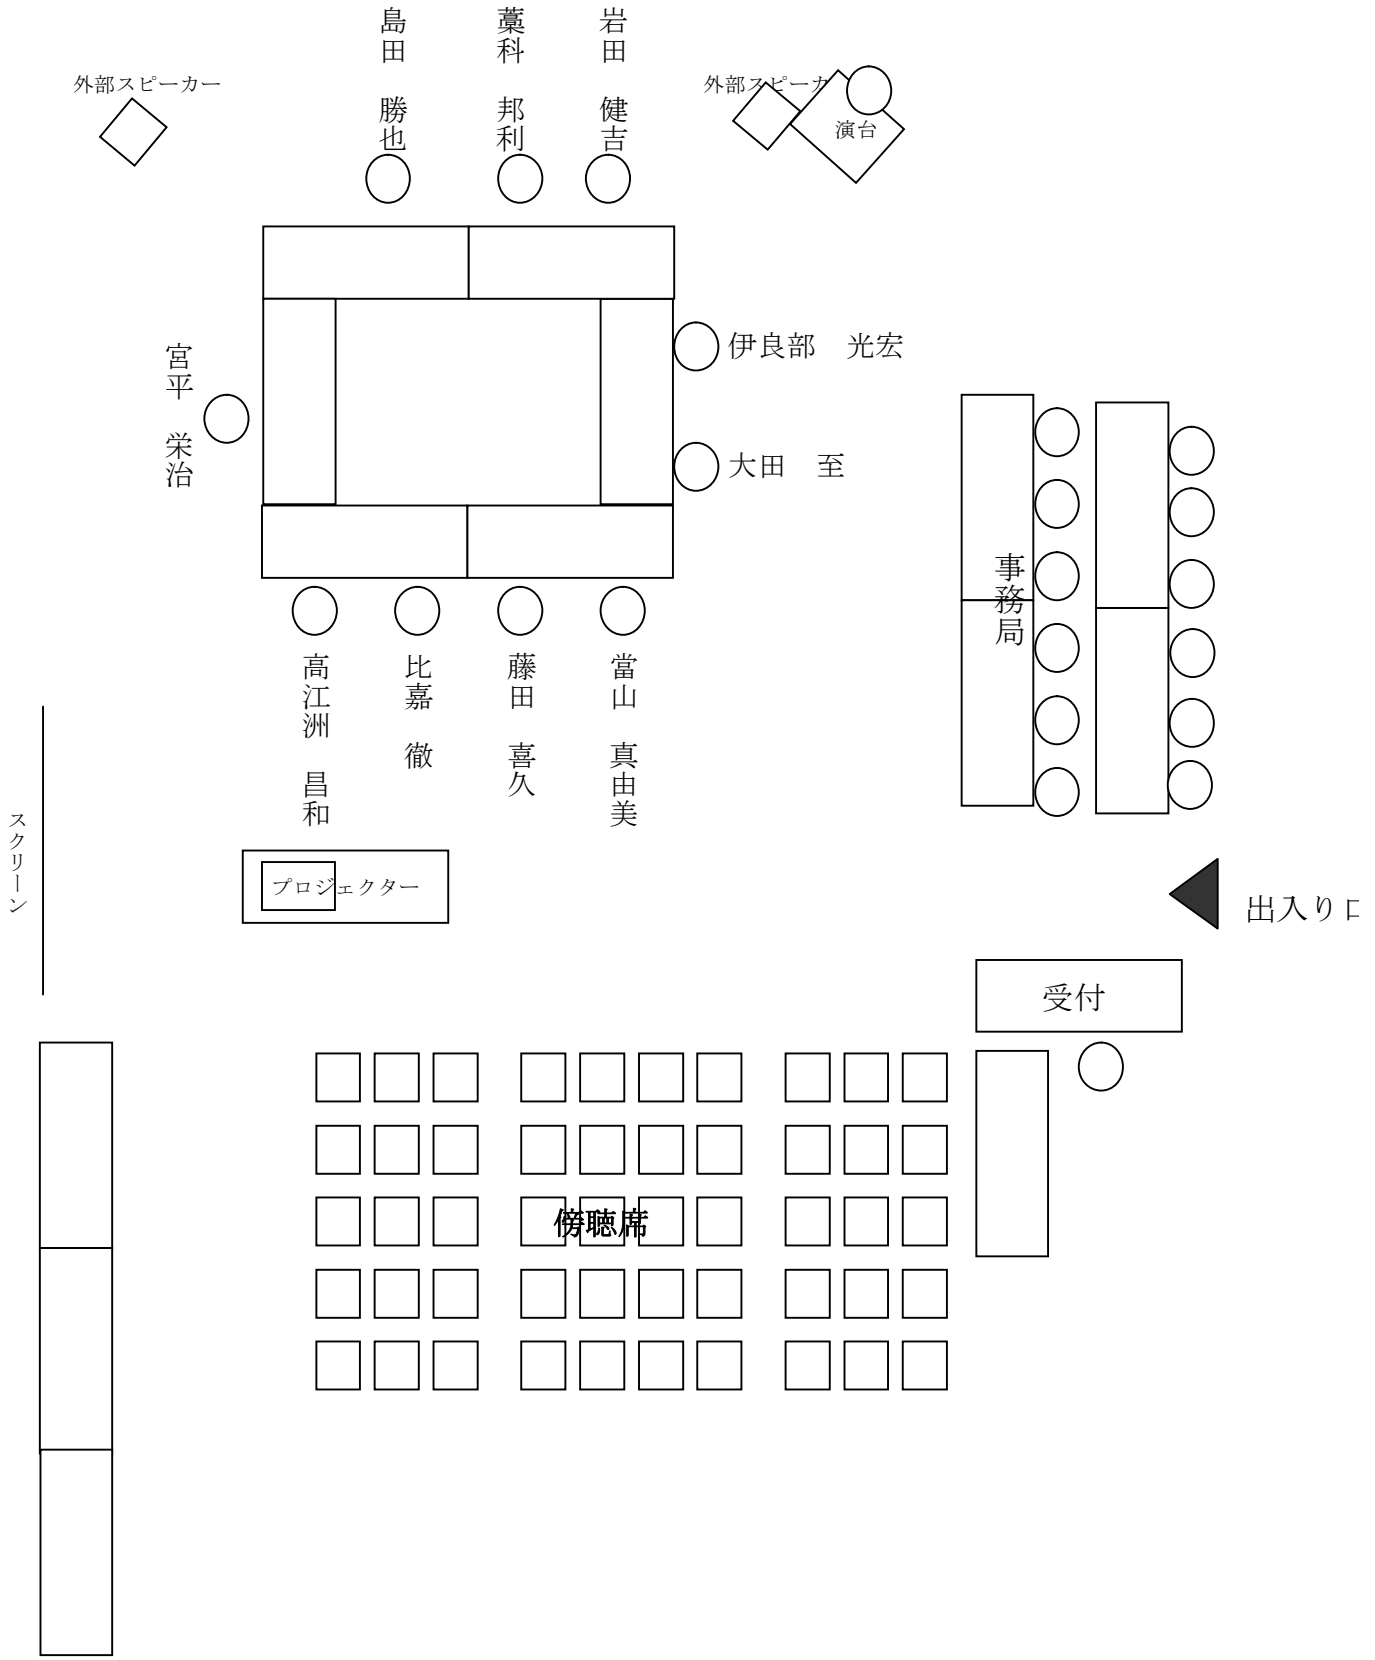 島田　勝也
藁科　邦利
岩田　健吉
外部スピーカー
外部スピーカ
演台
伊良部　光宏
宮平　栄治
大田　至
事務局
高江洲　昌和
比嘉　徹
藤田　喜久
當山　真由美
スクリーン
プロジェクター
出入り口
受付
傍聴席